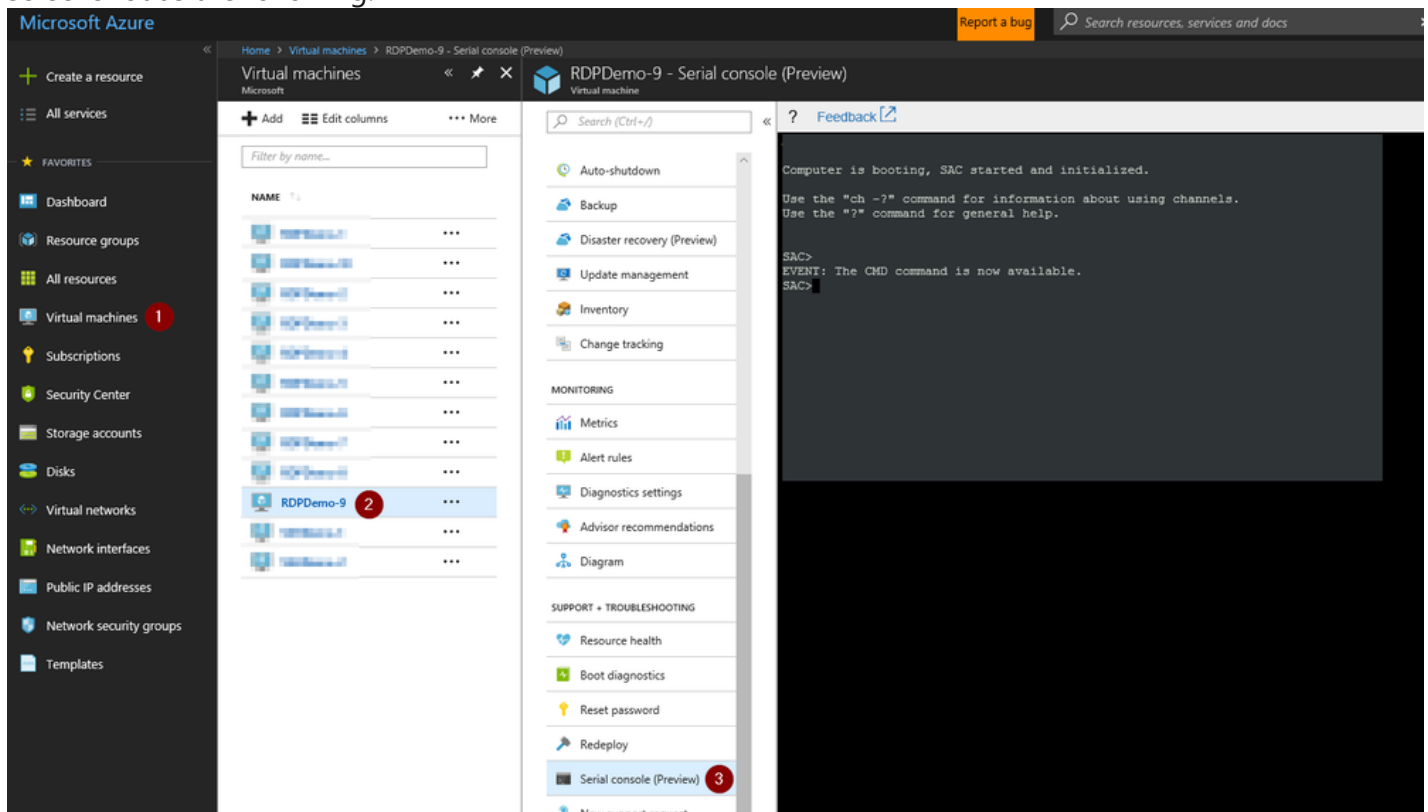 Microsoft Azure
Report a bug
Search resources, services and docs
Home > Virtual machines > RDPDemo-9 - Serial console (Preview)
Create a resource
All services
FAVORITES
Dashboard
Resource groups
All resources
Virtual machines 1
Subscriptions
Security Center
Storage accounts
Disks
Virtual networks
Network interfaces
Public IP addresses
Network security groups
Templates
Virtual machines
Microsoft
Add Edit columns ••• More
Filter by name...
NAME
RDPDemo-9 2
RDPDemo-9 - Serial console (Preview)
Virtual machine
Search (Ctrl+/)
Auto-shutdown
Backup
Disaster recovery (Preview)
Update management
Inventory
Change tracking
MONITORING
Metrics
Alert rules
Diagnostics settings
Advisor recommendations
Diagram
SUPPORT + TROUBLESHOOTING
Resource health
Boot diagnostics
Reset password
Redeploy
Serial console (Preview) 3
? Feedback
Computer is booting, SAC started and initialized.
Use the "ch -?" command for information about using channels.
Use the "?" command for general help.
SAC>
EVENT: The CMD command is now available.
SAC>